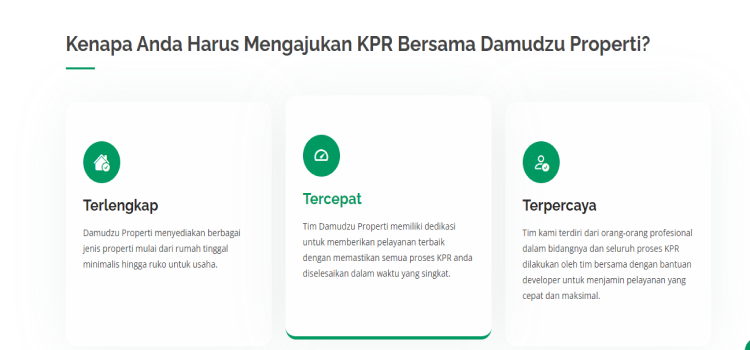 Kenapa Anda Harus Mengajukan KPR Bersama Damudzu Properti?
Terlengkap
Damudzu Properti menyediakan berbagai
jenis properti mulai dari rumah tinggal
minimalis hingga ruko untuk usaha.
Tercepat
Tim Damudzu Properti memiliki dedikasi
untuk memberikan pelayanan terbaik
dengan memastikan semua proses KPR anda
diselesaikan dalam waktu yang singkat.
Terpercaya
Tim kami terdiri dari orang-orang profesional
dalam bidangnya dan seluruh proses KPR
dilakukan oleh tim bersama dengan bantuan
developer untuk menjamin pelayanan yang
cepat dan maksimal.